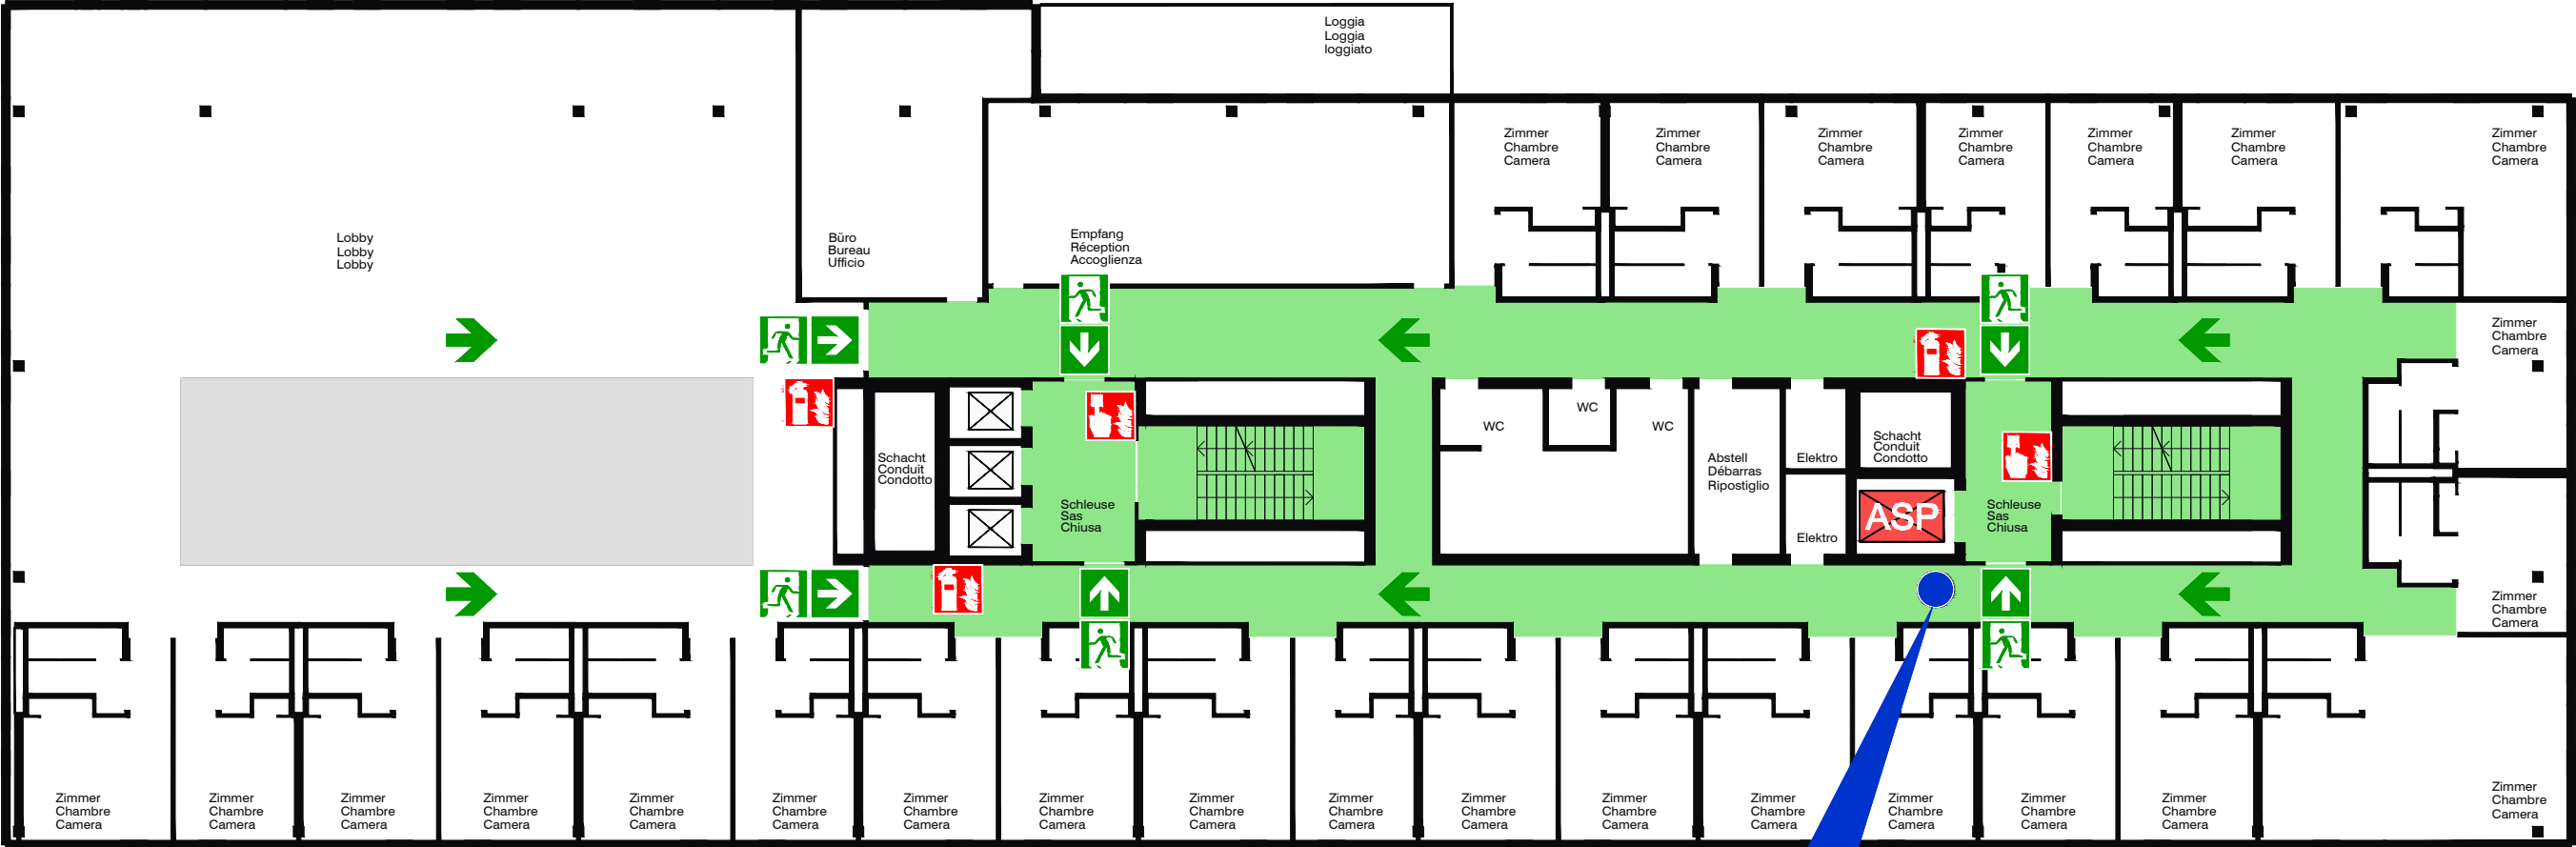 Loggia
Loggia
loggiato
Zimmer
Chambre
Camera
Zimmer
Chambre
Camera
Zimmer
Chambre
Camera
Zimmer
Chambre
Camera
Zimmer
Chambre
Camera
Zimmer
Chambre
Camera
Zimmer
Chambre
Camera
Lobby
Lobby
Lobby
Büro
Bureau
Ufficio
Empfang
Réception
Accoglienza
Zimmer
Chambre
Camera
WC
WC
WC
Schacht
Conduit
Condotto
Schleuse
Sas
Chiusa
Abstell
Débarras
Ripostiglio
Elektro
Elektro
Schacht
Conduit
Condotto
ASP
Schleuse
Sas
Chiusa
Zimmer
Chambre
Camera
Zimmer
Chambre
Camera
Zimmer
Chambre
Camera
Zimmer
Chambre
Camera
Zimmer
Chambre
Camera
Zimmer
Chambre
Camera
Zimmer
Chambre
Camera
Zimmer
Chambre
Camera
Zimmer
Chambre
Camera
Zimmer
Chambre
Camera
Zimmer
Chambre
Camera
Zimmer
Chambre
Camera
Zimmer
Chambre
Camera
Zimmer
Chambre
Camera
Zimmer
Chambre
Camera
Zimmer
Chambre
Camera
Zimmer
Chambre
Camera
Zimmer
Chambre
Camera